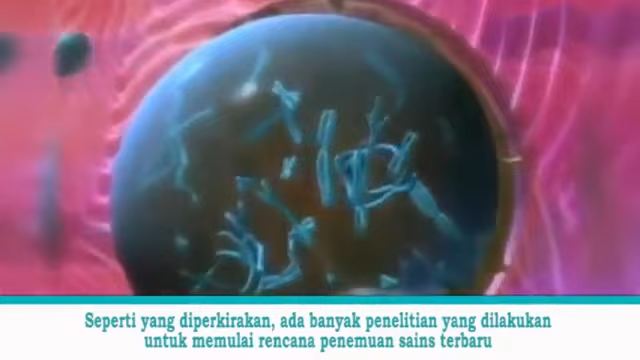 Seperti yang diperkirakan, ada banyak penelitian yang dilakukan
untuk memulai rencana penemuan sains terbaru